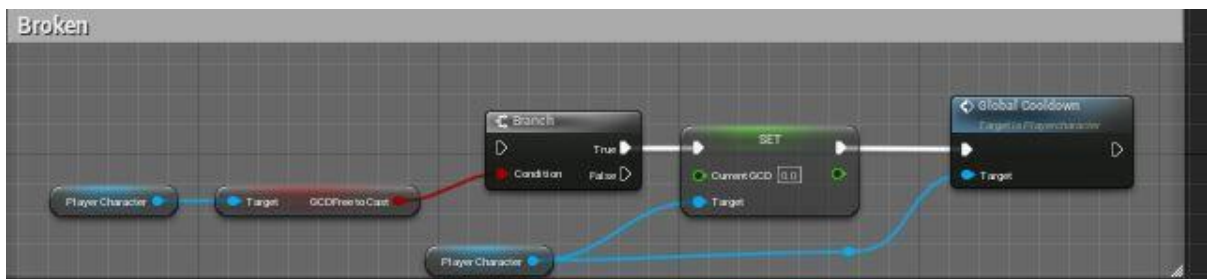 Broken
Player Character
Target GCDFree to Cast
Branch
True
Condition False
Player Character
SET
Current GCD 0.0
Target
Global Cooldown
Target is Playercharacter
Target